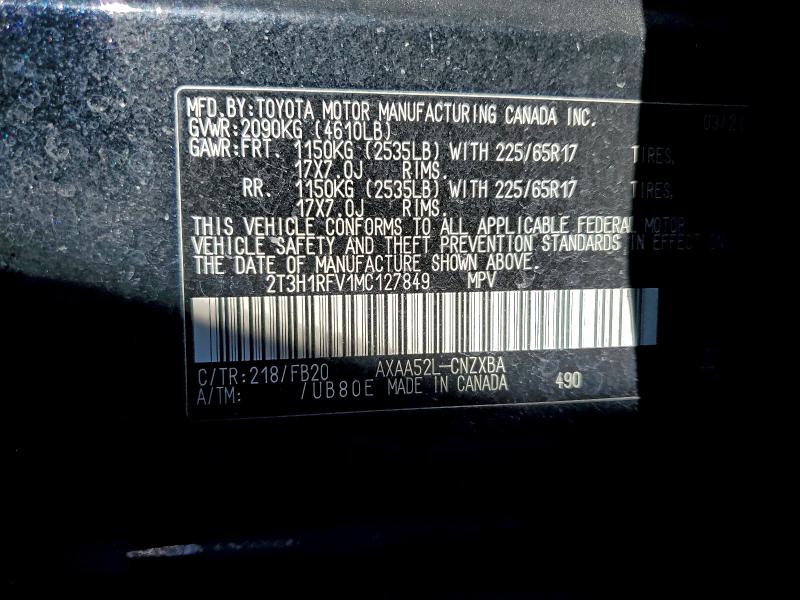 MFD.BY:TOYOTA MOTOR MANUFACTURING CANADA INC. 03/21
GVWR:2090KG (4610LB)
GAWR:FRT. 1150KG (2535LB) WITH 225/65R17 TIRES,
17X7.0J RIMS.
RR. 1150KG (2535LB) WITH 225/65R17 TIRES,
17X7.0J RIMS.
THIS VEHICLE CONFORMS TO ALL APPLICABLE FEDERAL MOTOR
VEHICLE SAFETY AND THEFT PREVENTION STANDARDS IN EFFECT ON
THE DATE OF MANUFACTURE SHOWN ABOVE.
2T3H1RFV1MC127849 MPV
C/TR:218/FB20 AXAA52L-CNZXBA
A/TM: /UB80E MADE IN CANADA 490